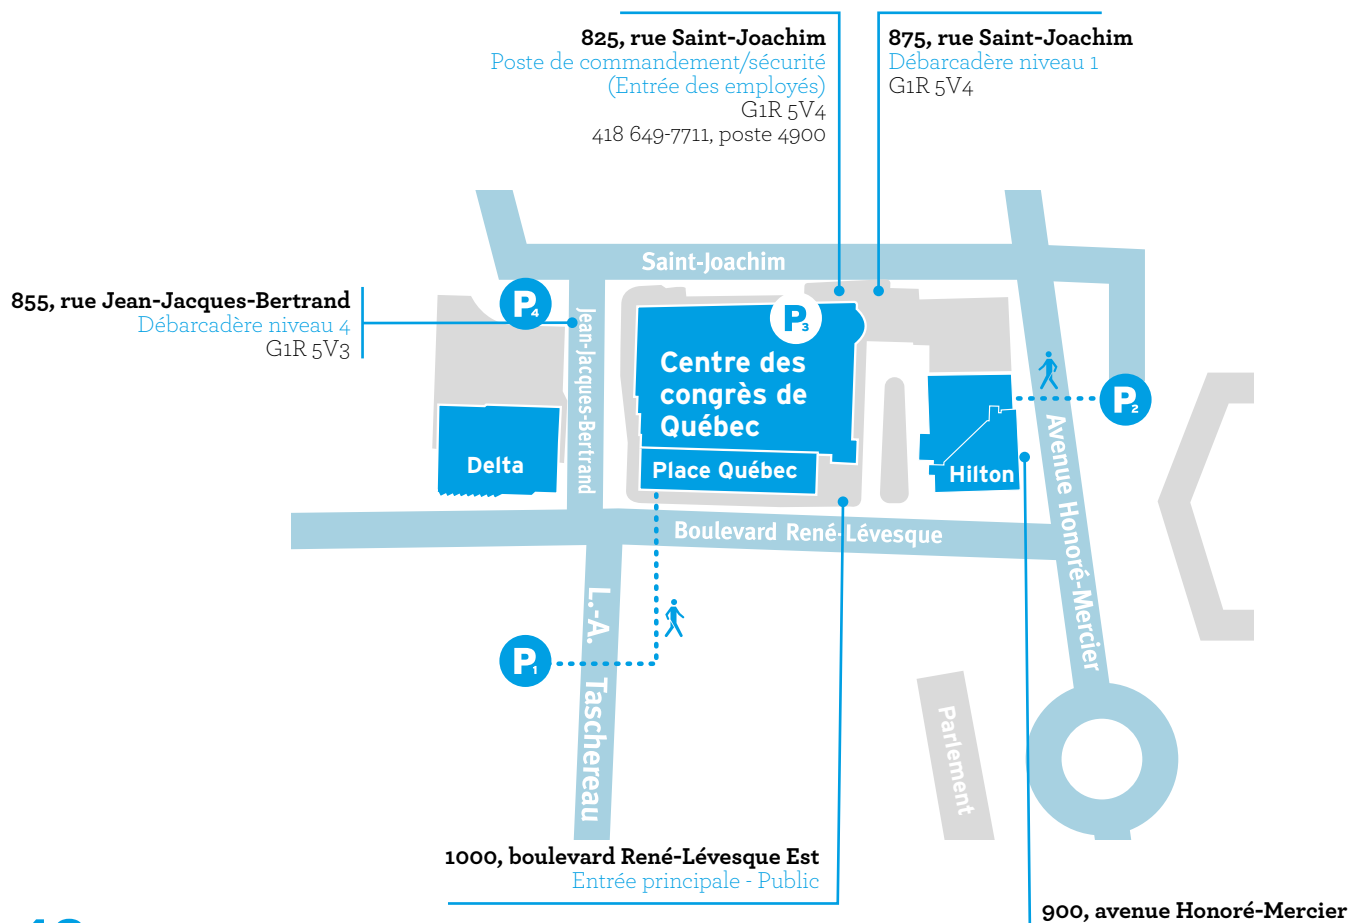 825, rue Saint-Joachim
Poste de commandement/sécurité
(Entrée des employés)
G1R 5V4
418 649-7711, poste 4900
875, rue Saint-Joachim
Débarcadère niveau 1
G1R 5V4
Saint-Joachim
855, rue Jean-Jacques-Bertrand
Débarcadère niveau 4
G1R 5V3
P4
Jean-Jacques-Bertrand
P3
Centre des
congrès de
Québec
Place Québec
Delta
Hilton
P2
Avenue Honoré-Mercier
Boulevard René-Lévesque
L.-A. Taschereau
P1
Parlement
1000, boulevard René-Lévesque Est
Entrée principale - Public
900, avenue Honoré-Mercier